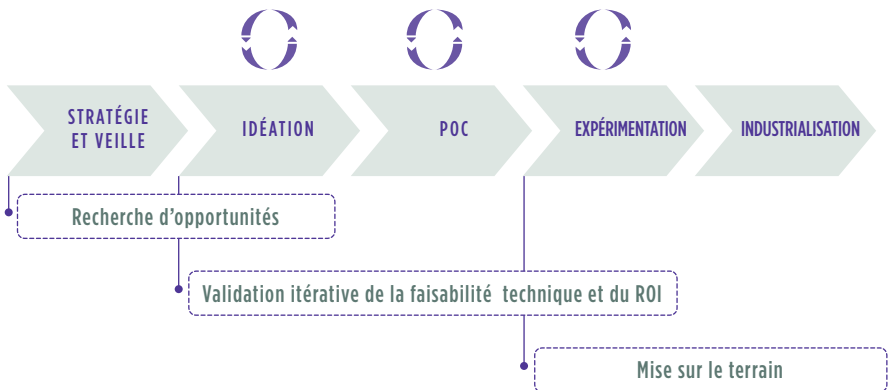 STRATÉGIE
ET VEILLE
IDÉATION
POC
EXPÉRIMENTATION
INDUSTRIALISATION
Recherche d'opportunités
Validation itérative de la faisabilité technique et du ROI
Mise sur le terrain